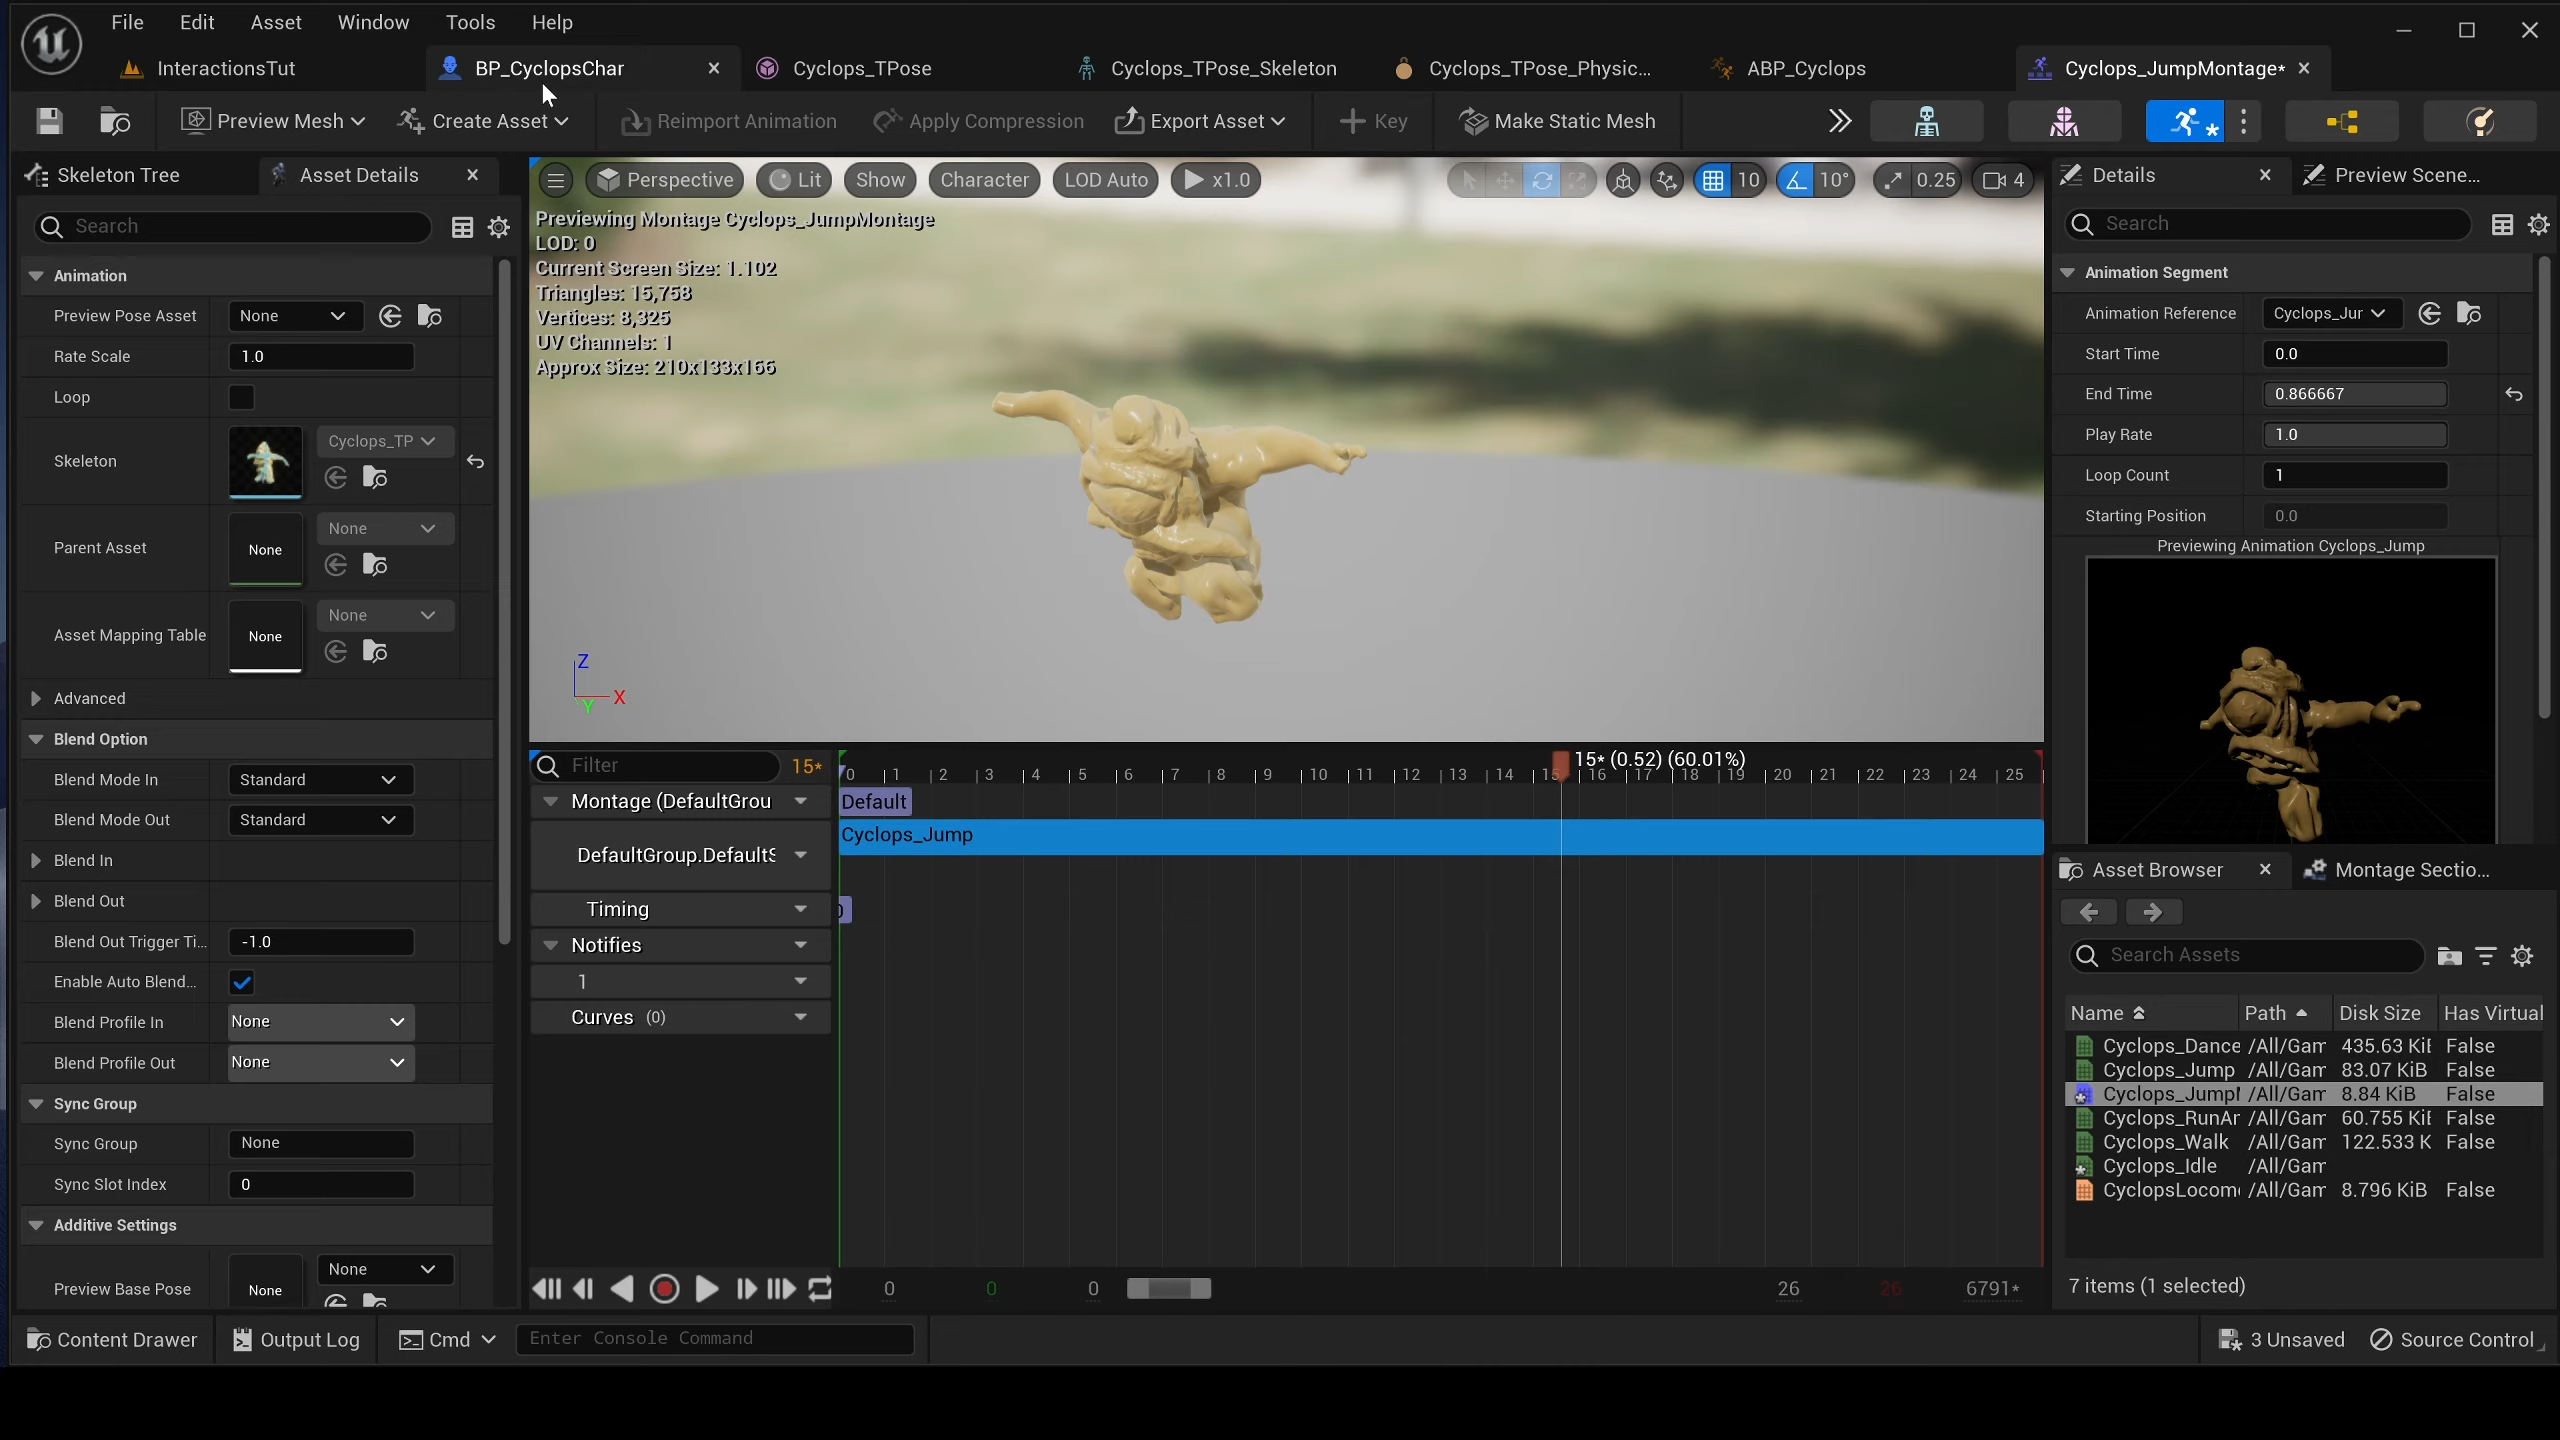 File Edit Asset Window Tools Help
InteractionsTut BP_CyclopsChar Cyclops_TPose Cyclops_TPose_Skeleton Cyclops_TPose_Physic... ABP_Cyclops Cyclops_JumpMontage*
Preview Mesh Create Asset Reimport Animation Apply Compression Export Asset Key Make Static Mesh
Skeleton Tree Asset Details
Search
Animation
Preview Pose Asset None
Rate Scale 1.0
Loop
Skeleton Cyclops_TP
Parent Asset None None
Asset Mapping Table None None
Advanced
Blend Option
Blend Mode In Standard
Blend Mode Out Standard
Blend In
Blend Out
Blend Out Trigger Ti... -1.0
Enable Auto Blend...
Blend Profile In None
Blend Profile Out None
Sync Group
Sync Group None
Sync Slot Index 0
Additive Settings
Preview Base Pose None None
Perspective Lit Show Character LOD Auto x1.0 10 10° 0.25 4
Previewing Montage Cyclops_JumpMontage
LOD: 0
Current Screen Size: 1.102
Triangles: 15,758
Vertices: 8,325
UV Channels: 1
Approx Size: 210x133x166
Z
X
Y
Filter 15*
15* (0.52) (60.01%)
0 1 2 3 4 5 6 7 8 9 10 11 12 13 14 15 16 17 18 19 20 21 22 23 24 25
Montage (DefaultGrou Default
Cyclops_Jump
DefaultGroup.DefaultS
Timing
Notifies
1
Curves (0)
0 0 0 26 26 6791*
Details Preview Scene...
Search
Animation Segment
Animation Reference Cyclops_Jur
Start Time 0.0
End Time 0.866667
Play Rate 1.0
Loop Count 1
Starting Position 0.0
Previewing Animation Cyclops_Jump
Asset Browser Montage Sectio...
Search Assets
Name Path Disk Size Has Virtual
Cyclops_Dance /All/Gam 435.63 Ki
Cyclops_Jump /All/Gam 83.07 KiB False
Cyclops_Jump /All/Gam 8.84 KiB False
Cyclops_RunAr /All/Gam 60.755 Ki False
Cyclops_Walk /All/Gam 122.533 K False
Cyclops_Idle /All/Gam
CyclopsLocom /All/Gam 8.796 KiB False
7 items (1 selected)
Content Drawer Output Log Cmd Enter Console Command 3 Unsaved Source Control